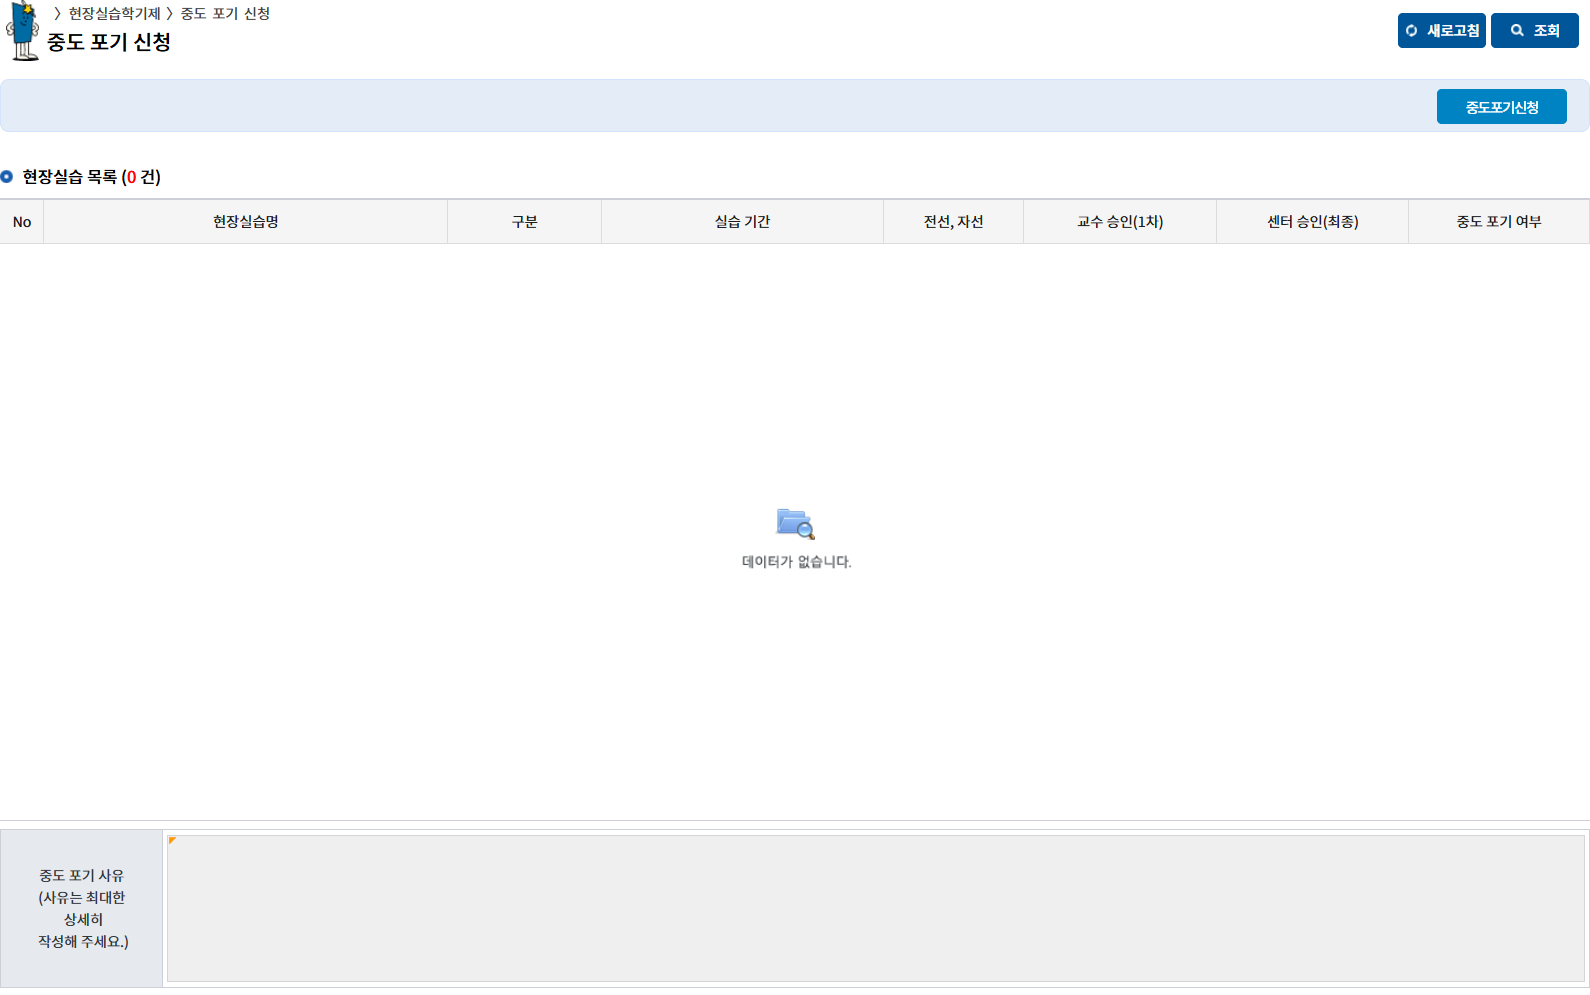 〉 현장실습학기제 〉 중도 포기 신청
중도 포기 신청
새로고침
조회
중도포기신청
현장실습 목록 (0 건)
No 현장실습명 구분 실습 기간 전선, 자선 교수 승인(1차) 센터 승인(최종) 중도 포기 여부
데이터가 없습니다.
중도 포기 사유
(사유는 최대한
상세히
작성해 주세요.)